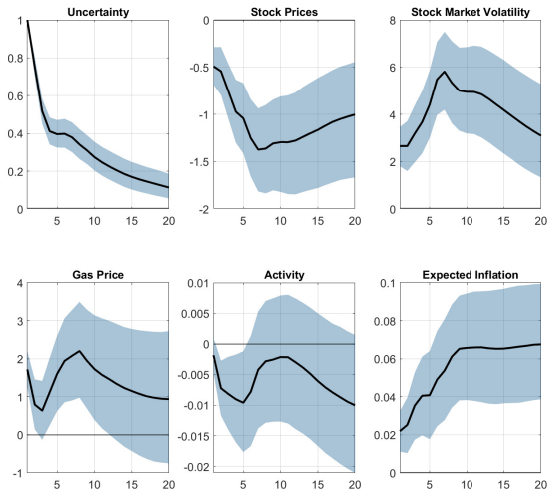 Uncertainty Stock Prices Stock Market Volatility
1 0 8
0.8 -0.5 6
0.6
-1 4
0.4
-1.5 2
0.2
0 -2 0
5 10 15 20 5 10 15 20 5 10 15 20
Gas Price Activity Expected Inflation
4 0.01 0.1
3 0.005 0.08
2 0 0.06
1 -0.005 0.04
-0.01
0 -0.015 0.02
-1 -0.02 0
5 10 15 20 5 10 15 20 5 10 15 20